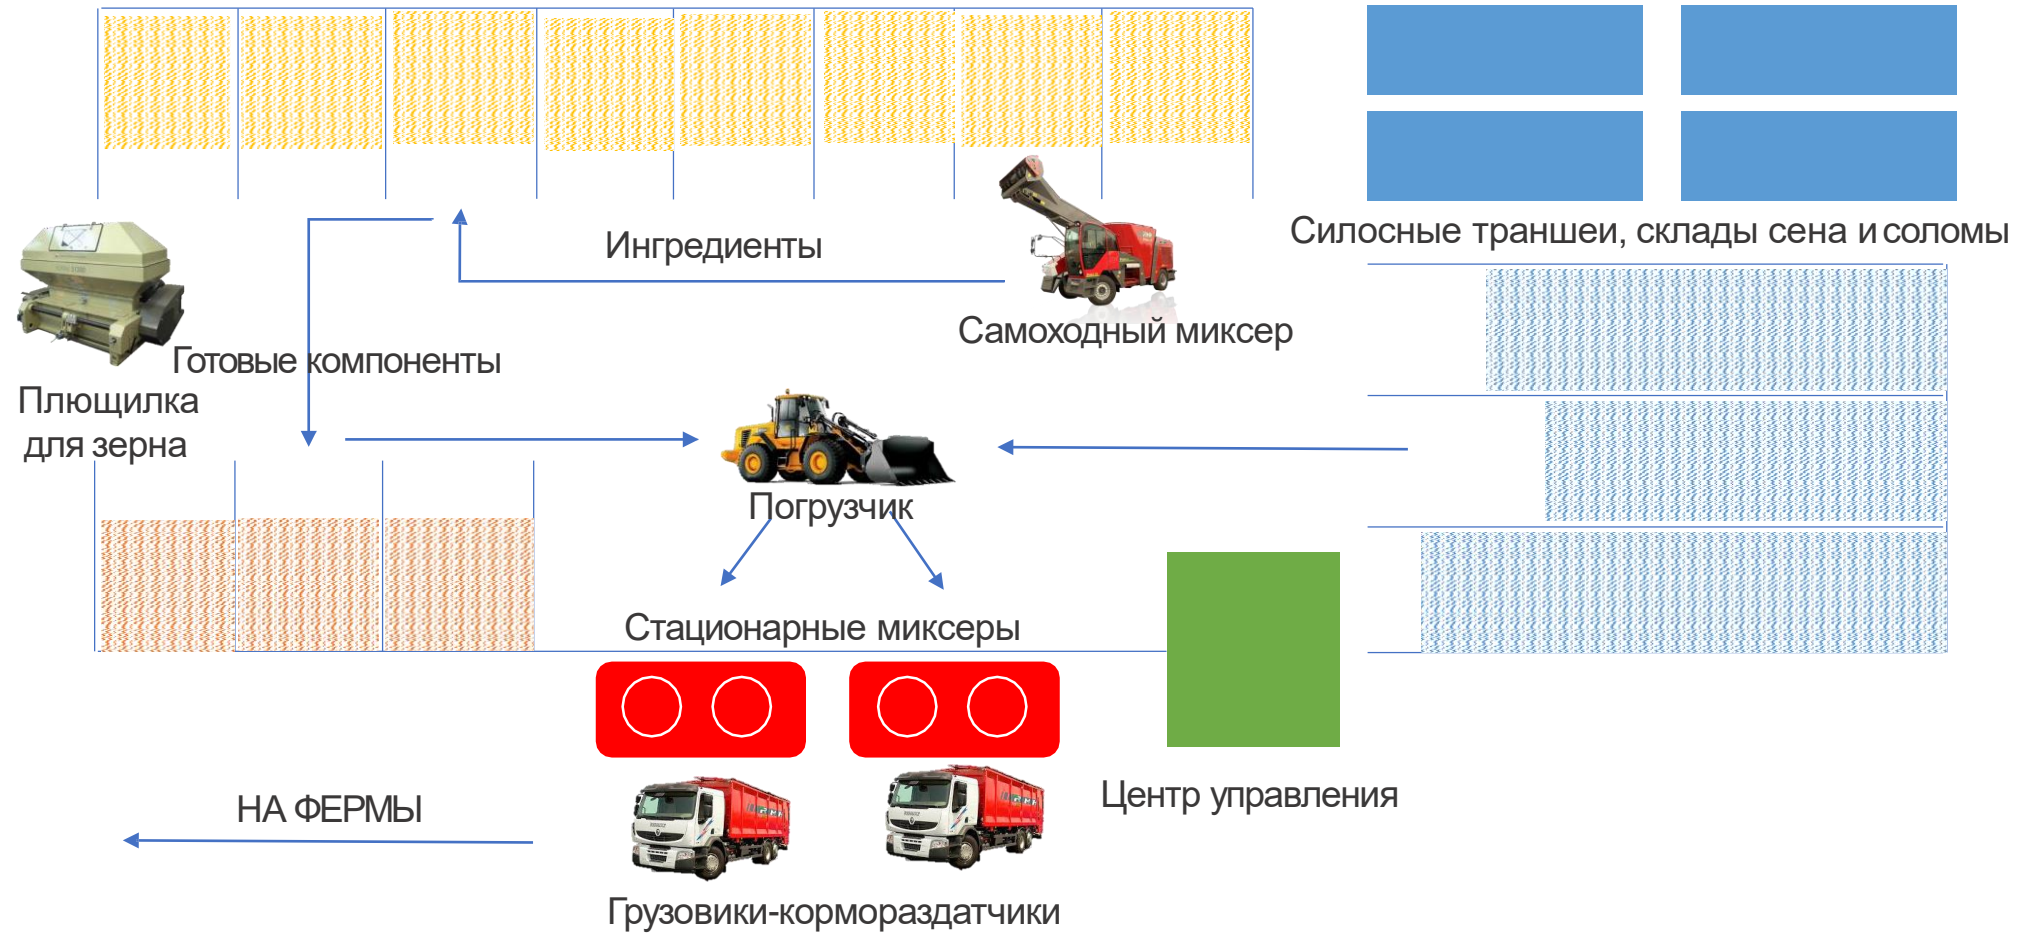 Силосные траншеи, склады сена и соломы
Ингредиенты
Самоходный миксер
Готовые компоненты
Плющилка
для зерна
Погрузчик
Стационарные миксеры
Центр управления
НА ФЕРМЫ
Грузовики-кормораздатчики